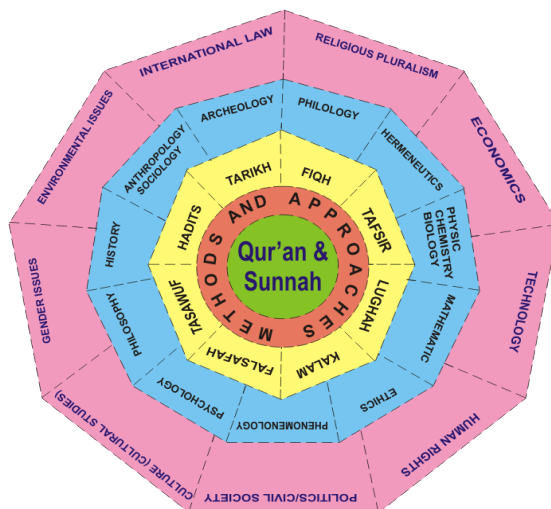 INTERNATIONAL LAW
RELIGIOUS PLURALISM
ECONOMICS
TECHNOLOGY
HUMAN RIGHTS
POLITICS/CIVIL SOCIETY
CULTURE (CULTURAL STUDIES)
GENDER ISSUES
ENVIRONMENTAL ISSUES
ARCHEOLOGY
PHILOLOGY
HERMENEUTICS
PHYSIC
CHEMISTRY
BIOLOGY
MATHEMATIC
ETHICS
PHENOMENOLOGY
PSYCHOLOGY
PHILOSOPHY
HISTORY
ANTHROPOLOGY
SOCIOLOGY
TARIKH
FIQH
TAFSIR
LUGHAH
KALAM
FALSAFAH
TASAWUF
HADITS
METHODS AND APPROACHES
Qur'an &
Sunnah